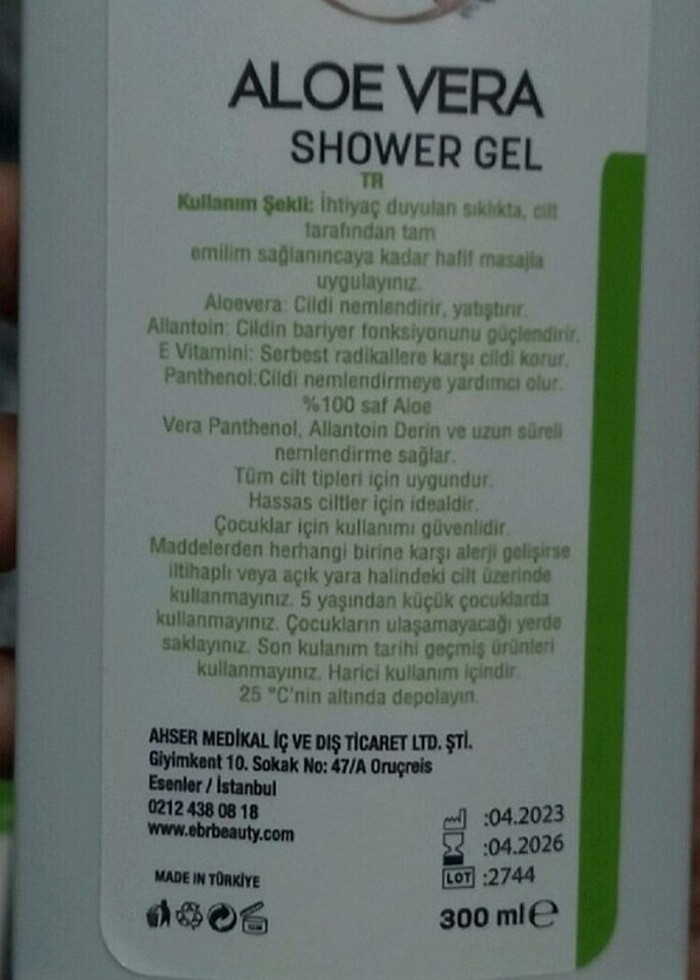 ALOE VERA
SHOWER GEL
TR
Kullanım Şekli: İhtiyaç duyulan sıklıkta, cilt
tarafından tam
emilim sağlanıncaya kadar hafif masajla
uygulayınız.
Aloevera: Cildi nemlendirir, yatıştırır.
Allantoin: Cildin bariyer fonksiyonunu güçlendirir.
E Vitamini: Serbest radikallere karşı cildi korur.
Panthenol:Cildi nemlendirmeye yardımcı olur.
%100 saf Aloe
Vera Panthenol, Allantoin Derin ve uzun süreli
nemlendirme sağlar.
Tüm cilt tipleri için uygundur.
Hassas ciltler için idealdir.
Çocuklar için kullanımı güvenlidir.
Maddelerden herhangi birine karşı alerji gelişirse
iltihaplı veya açık yara halindeki cilt üzerinde
kullanmayınız. 5 yaşından küçük çocuklarda
kullanmayınız. Çocukların ulaşamayacağı yerde
saklayınız. Son kulanım tarihi geçmiş ürünleri
kullanmayınız. Harici kullanım içindir.
25 °C'nin altında depolayın.
AHSER MEDİKAL İÇ VE DIŞ TİCARET LTD. ŞTİ.
Giyimkent 10. Sokak No: 47/A Oruçreis
Esenler / İstanbul
0212 438 08 18
www.ebrbeauty.com
:04.2023
:04.2026
LOT :2744
MADE IN TÜRKİYE
300 ml e